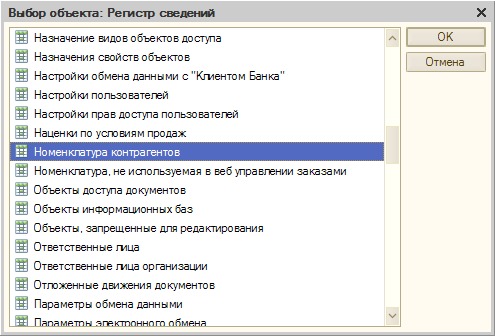 Выбор объекта: Регистр сведений
Назначение видов объектов доступа
Назначения свойств объектов
Настройки обмена данными с "Клиентом Банка"
Настройки пользователей
Настройки прав доступа пользователей
Наценки по условиям продаж
Номенклатура контрагентов
Номенклатура, не используемая в веб управлении заказами
Объекты доступа документов
Объекты информационных баз
Объекты, запрещенные для редактирования
Ответственные лица
Ответственные лица организации
Отложенные движения документов
Параметры обмена данными
Параметры электронного обмена
OK
Отмена